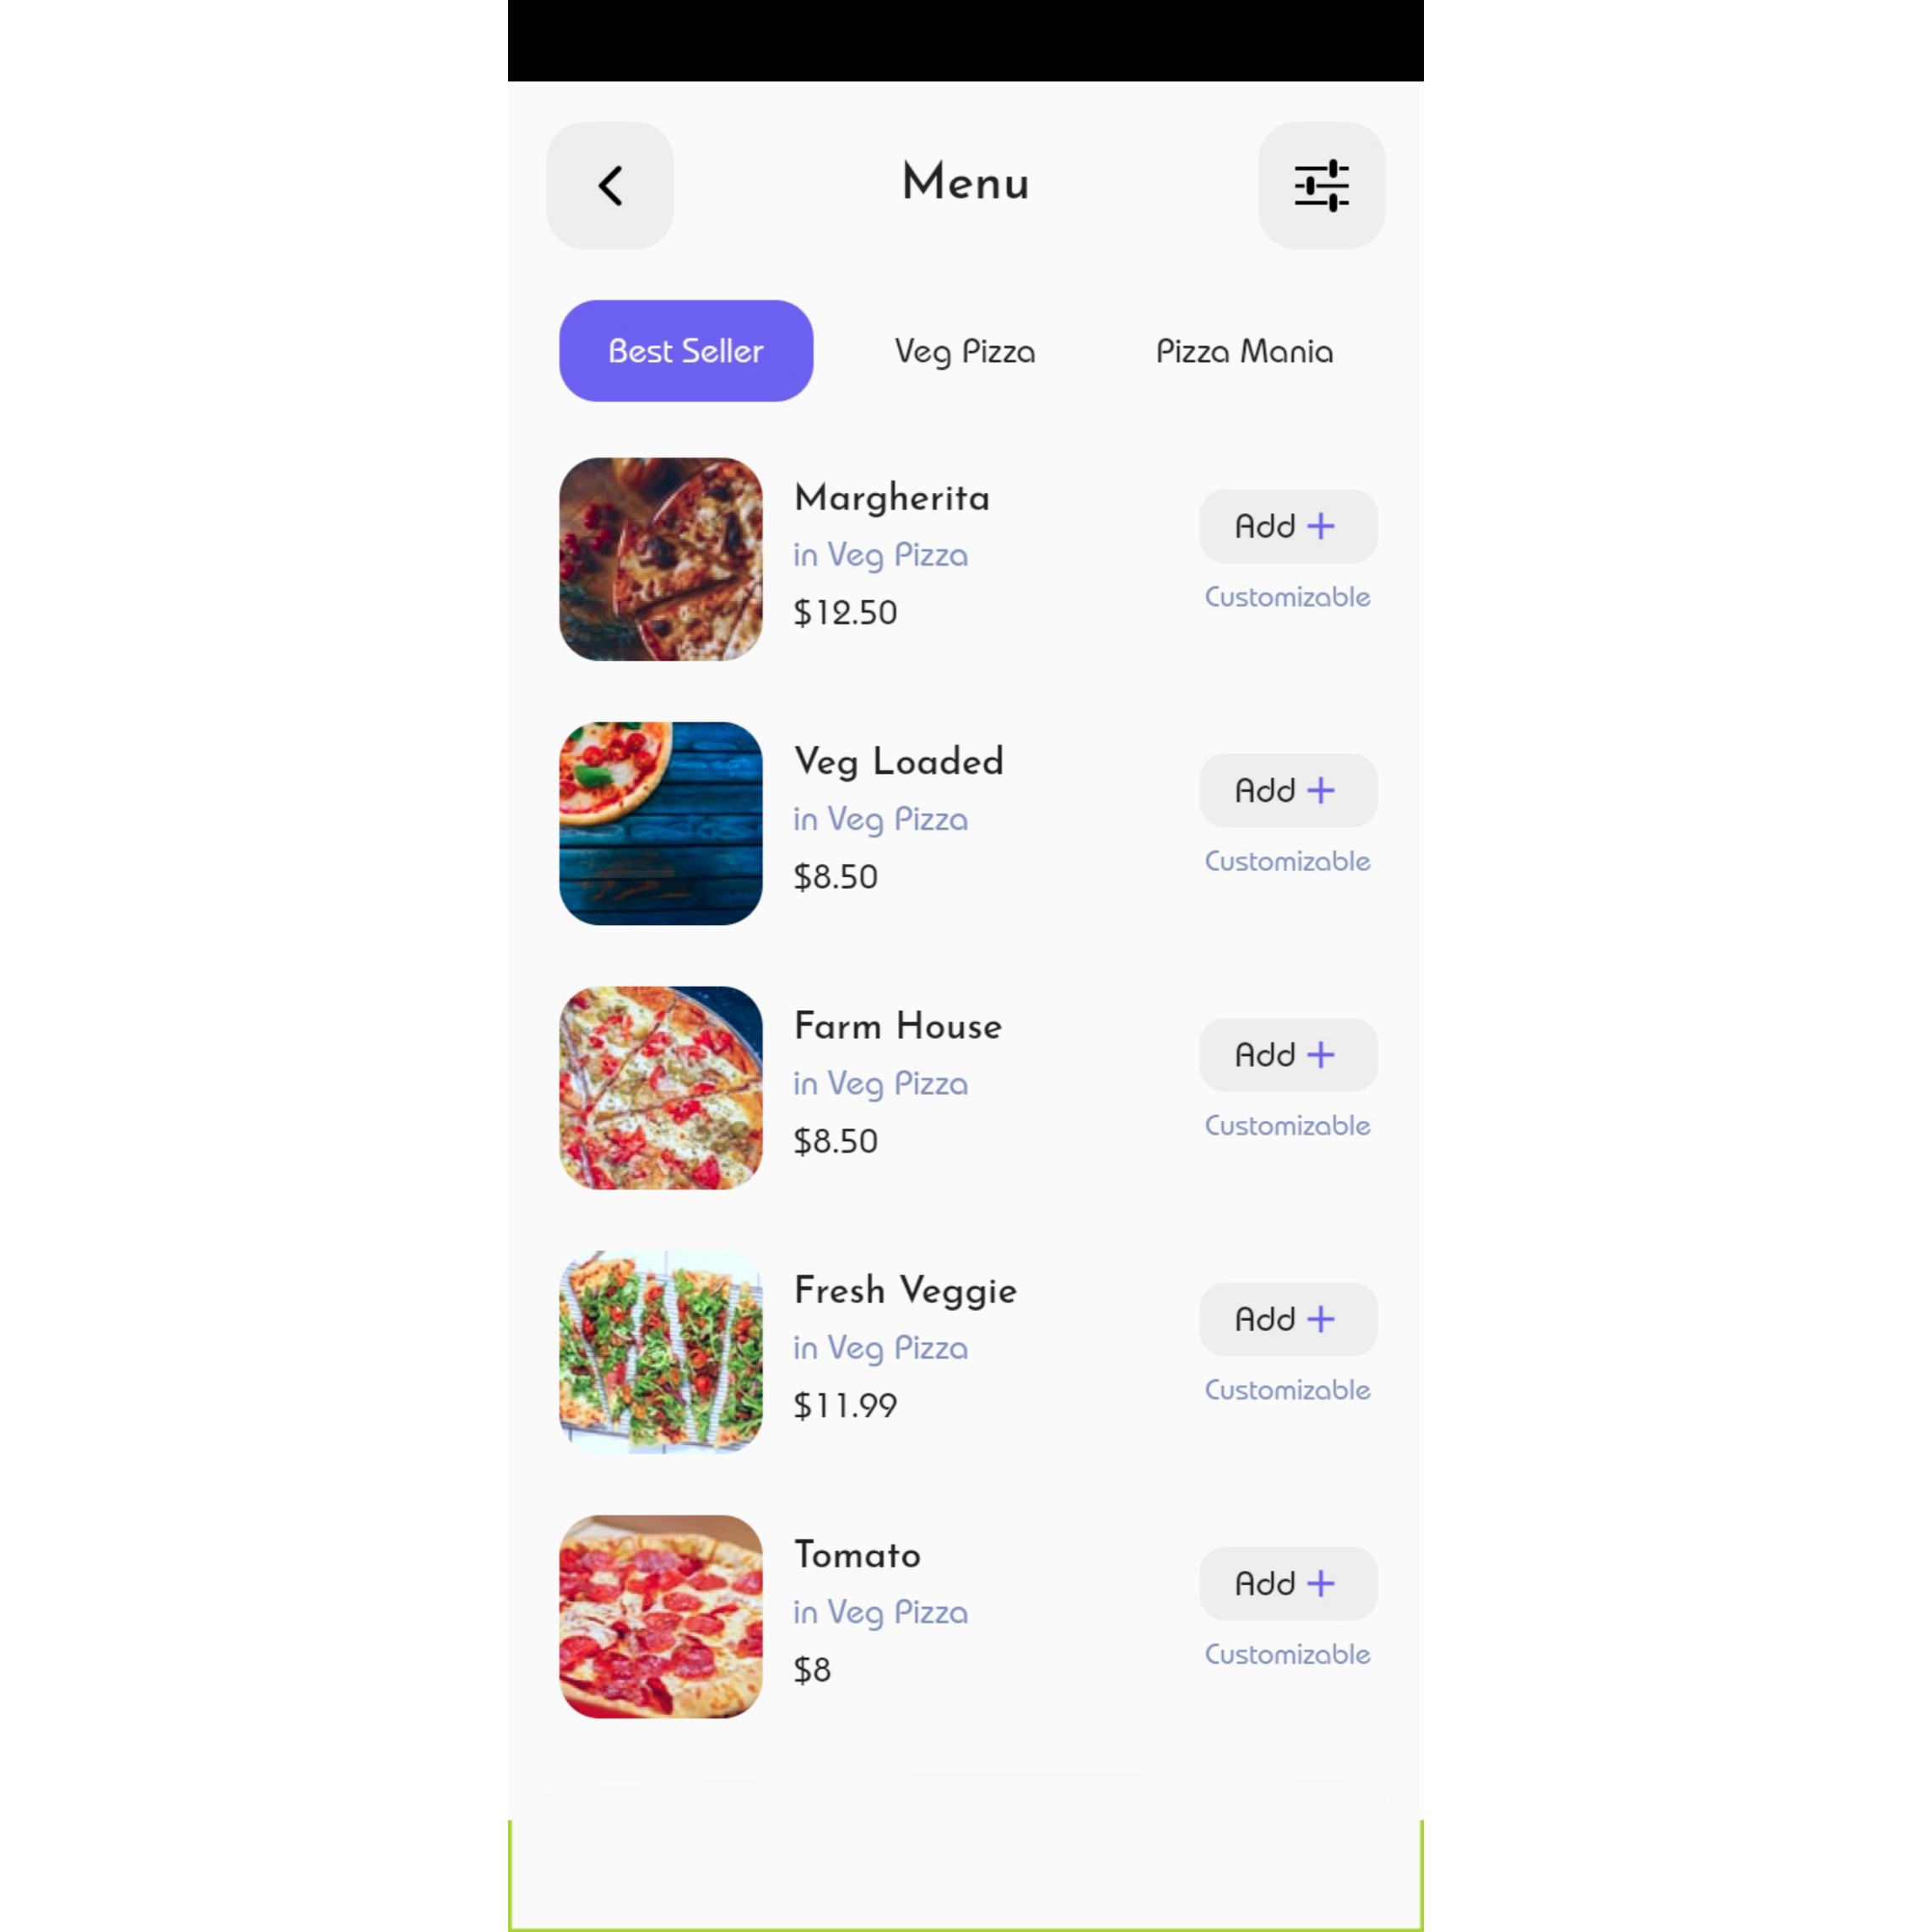 Menu
Best Seller Veg Pizza Pizza Mania
Margherita
in Veg Pizza
$12.50
Add +
Customizable
Veg Loaded
in Veg Pizza
$8.50
Add +
Customizable
Farm House
in Veg Pizza
$8.50
Add +
Customizable
Fresh Veggie
in Veg Pizza
$11.99
Add +
Customizable
Tomato
in Veg Pizza
$8
Add +
Customizable